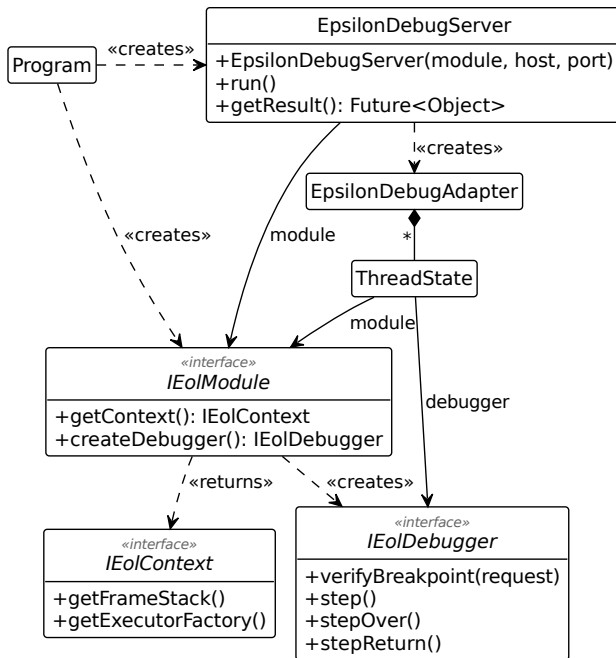 EpsilonDebugServer
«creates»
Program
+EpsilonDebugServer(module, host, port)
+run()
+getResult(): Future<Object>
«creates»
EpsilonDebugAdapter
«creates»
module
*
ThreadState
module
«interface»
IEolModule
+getContext(): IEolContext
+createDebugger(): IEolDebugger
debugger
«returns»
«creates»
«interface»
IEolContext
+getFrameStack()
+getExecutorFactory()
«interface»
IEolDebugger
+verifyBreakpoint(request)
+step()
+stepOver()
+stepReturn()